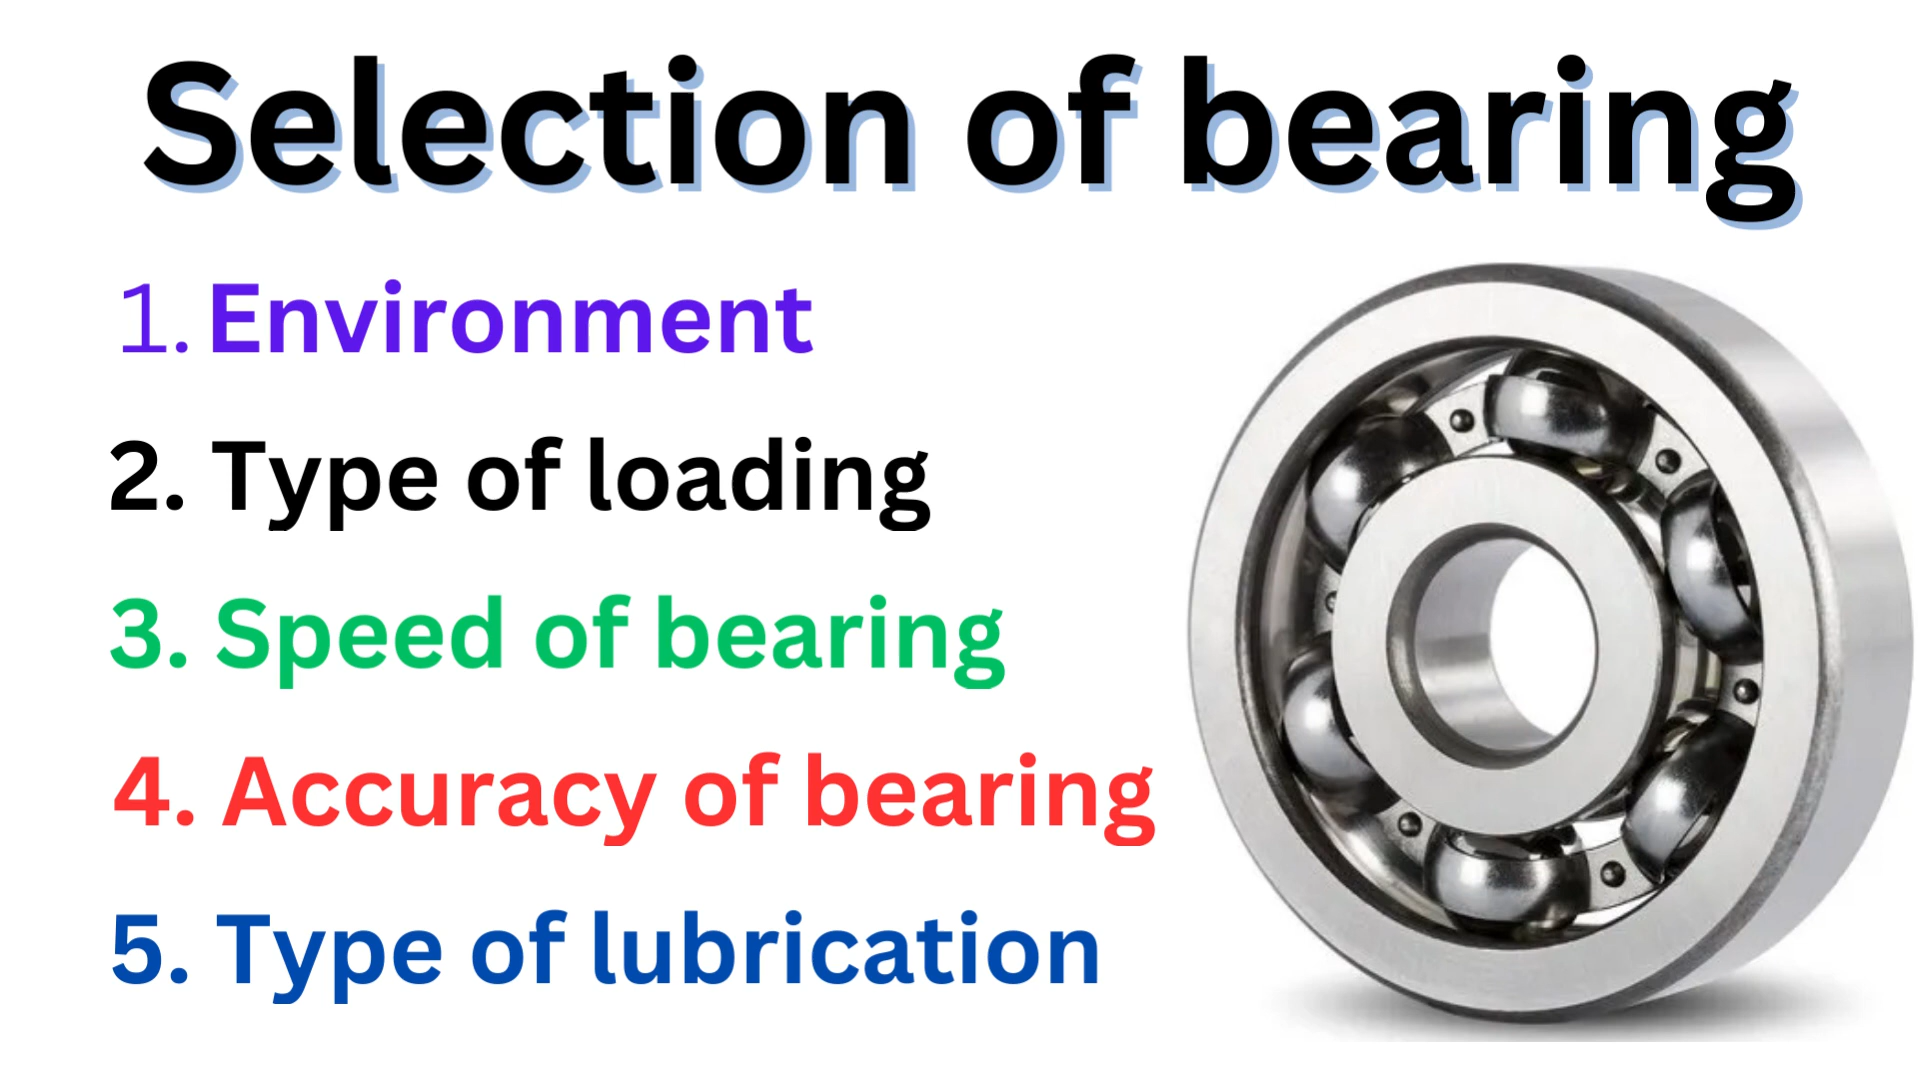 Selection of bearing
1. Environment
2. Type of loading
3. Speed of bearing
4. Accuracy of bearing
5. Type of lubrication